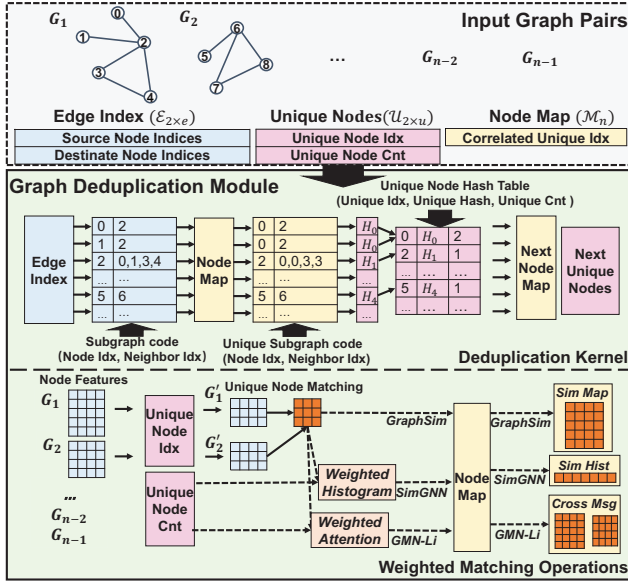 Input Graph Pairs
G1
G2
0
1
2
3
4
5
6
7
8
...
Gn-2
Gn-1
Edge Index (ℰ2×e)
Unique Nodes(𝒰2×u)
Node Map (ℳn)
Source Node Indices
Destinate Node Indices
Unique Node Idx
Unique Node Cnt
Correlated Unique Idx
Graph Deduplication Module
Unique Node Hash Table
(Unique Idx, Unique Hash, Unique Cnt )
Edge
Index
0 2
1 2
2 0,1,3,4
... ...
5 6
... ...
Node
Map
0 2
0 2
2 0,0,3,3
... ...
5 6
... ...
H0
H0
H1
...
H4
...
0 H0 2
2 H1 1
... ... ...
5 H4 1
... ... ...
Next
Node
Map
Next
Unique
Nodes
Subgraph code
(Node Idx, Neighbor Idx)
Unique Subgraph code
(Node Idx, Neighbor Idx)
Deduplication Kernel
Node Features
G1
G2
...
Gn-2
Gn-1
Unique
Node
Idx
Unique
Node
Cnt
G'1
G'2
Unique Node Matching
Weighted
Histogram
Weighted
Attention
GraphSim
SimGNN
GMN-Li
Node
Map
GraphSim
SimGNN
GMN-Li
Sim Map
Sim Hist
Cross Msg
Weighted Matching Operations